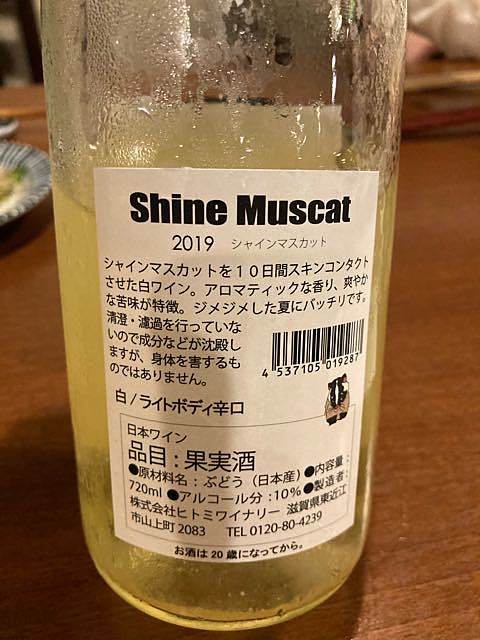 Shine Muscat
2019 シャインマスカット
シャインマスカットを１０日間スキンコンタクト
させた白ワイン。アロマティックな香り、爽やか
な苦味が特徴。ジメジメした夏にバッチリです。
清澄・濾過を行っていな
いので成分などが沈殿し
ますが、身体を害するも
のではありません。
4 537105 019287
白 / ライトボディ辛口
日本ワイン
品目 : 果実酒
●原材料名 : ぶどう（日本産）●内容量 :
720ml ●アルコール分 : 10% ●製造者 :
株式会社ヒトミワイナリー 滋賀県東近江
市山上町 2083 TEL 0120-80-4239
お酒は 20 歳になってから。